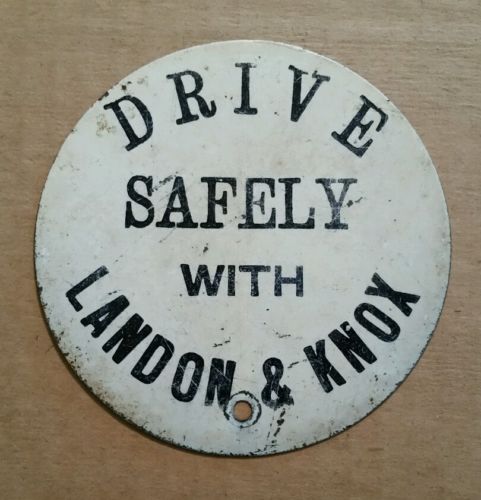 DRIVE
SAFELY
WITH
LANDON & KNOX